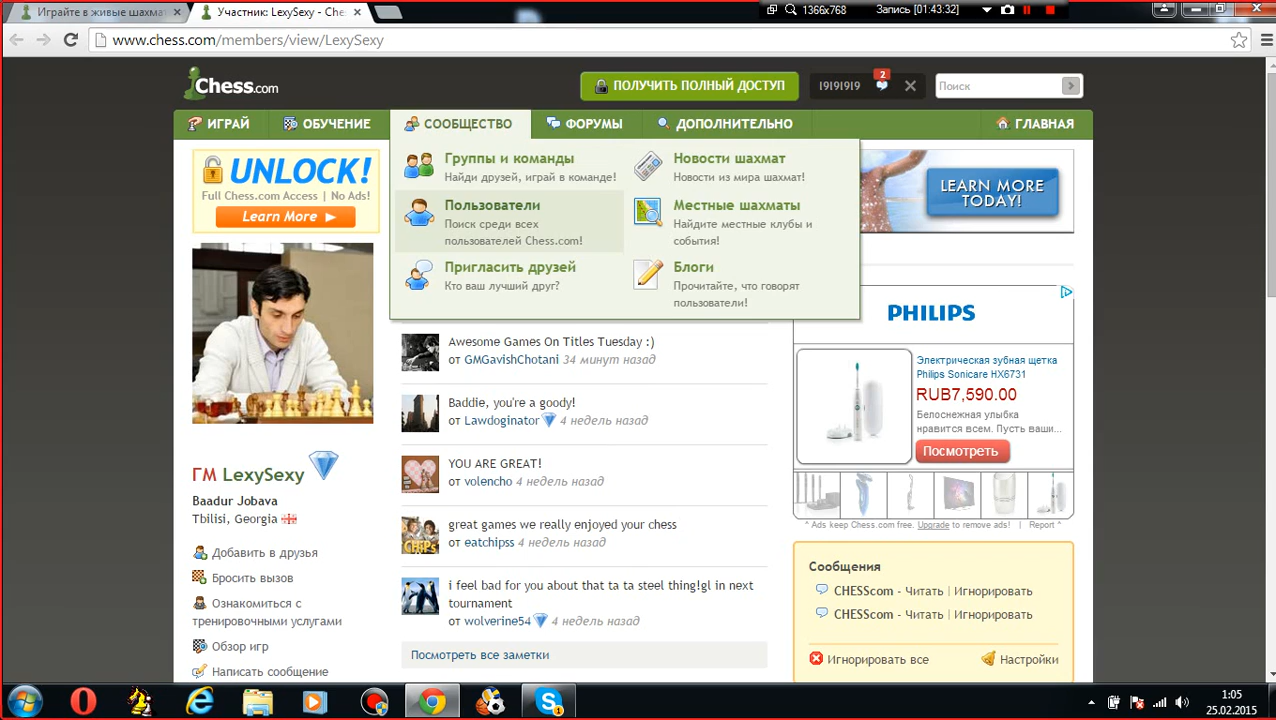 Играйте в живые шахмат
Участник: LexySexy - Che
1366x768
Запись [01:43:32]
www.chess.com/members/view/LexySexy
Chess.com
ПОЛУЧИТЬ ПОЛНЫЙ ДОСТУП
19191919
2
Поиск
ИГРАЙ
ОБУЧЕНИЕ
СООБЩЕСТВО
ФОРУМЫ
ДОПОЛНИТЕЛЬНО
ГЛАВНАЯ
UNLOCK!
Full Chess.com Access | No Ads!
Learn More
Группы и команды
Найди друзей, играй в команде!
Пользователи
Поиск среди всех
пользователей Chess.com!
Пригласить друзей
Кто ваш лучший друг?
Новости шахмат
Новости из мира шахмат!
Местные шахматы
Найдите местные клубы и
события!
Блоги
Прочитайте, что говорят
пользователи!
LEARN MORE
TODAY!
ГМ LexySexy
Baadur Jobava
Tbilisi, Georgia
Добавить в друзья
Бросить вызов
Ознакомиться с
тренировочными услугами
Обзор игр
Написать сообщение
Awesome Games On Titles Tuesday :)
от GMGavishChotani 34 минут назад
Baddie, you're a goody!
от Lawdoginator 4 недель назад
YOU ARE GREAT!
от volencho 4 недель назад
great games we really enjoyed your chess
от eatchipss 4 недель назад
i feel bad for you about that ta ta steel thing!gl in next
tournament
от wolverine54 4 недель назад
Посмотреть все заметки
PHILIPS
Электрическая зубная щетка
Philips Sonicare HX6731
RUB7,590.00
Белоснежная улыбка
нравится всем. Пусть ваши...
Посмотреть
^ Ads keep Chess.com free. Upgrade to remove ads! | Report ^
Сообщения
CHESScom - Читать | Игнорировать
CHESScom - Читать | Игнорировать
Игнорировать все
Настройки
1:05
25.02.2015